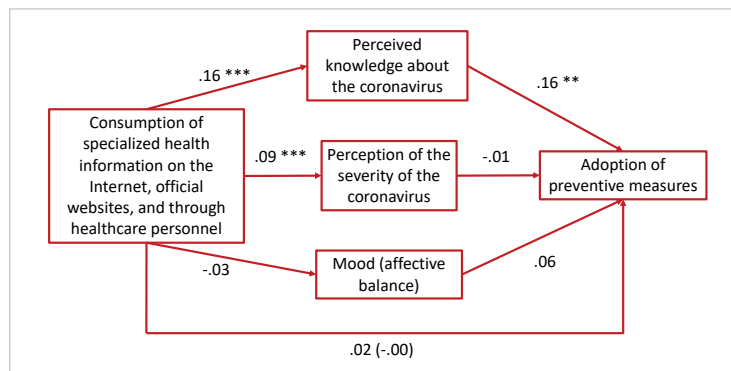 Perceived
knowledge about
the coronavirus
.16 ***
.16 **
Consumption of
specialized health
information on the
Internet, official
websites, and through
healthcare personnel
.09 ***
Perception of the
severity of the
coronavirus
-.01
Adoption of
preventive measures
-.03
Mood (affective
balance)
.06
.02 (-.00)